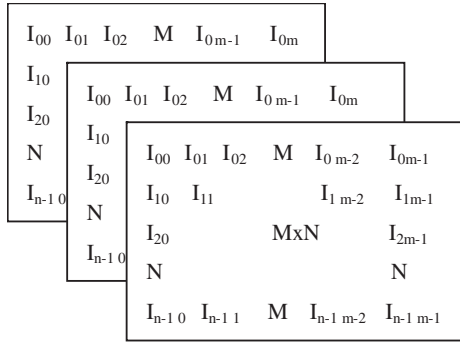 I₀₀ I₀₁ I₀₂ M I₀ ₘ₋₁ I₀ₘ
I₁₀
I₂₀
N
Iₙ₋₁ ₀
I₀₀ I₀₁ I₀₂ M I₀ ₘ₋₁ I₀ₘ
I₁₀
I₂₀
N
Iₙ₋₁ ₀
I₀₀ I₀₁ I₀₂ M I₀ ₘ₋₂ I₀ₘ₋₁
I₁₀ I₁₁ I₁ ₘ₋₂ I₁ₘ₋₁
I₂₀ MxN I₂ₘ₋₁
N N
Iₙ₋₁ ₀ Iₙ₋₁ ₁ M Iₙ₋₁ ₘ₋₂ Iₙ₋₁ ₘ₋₁